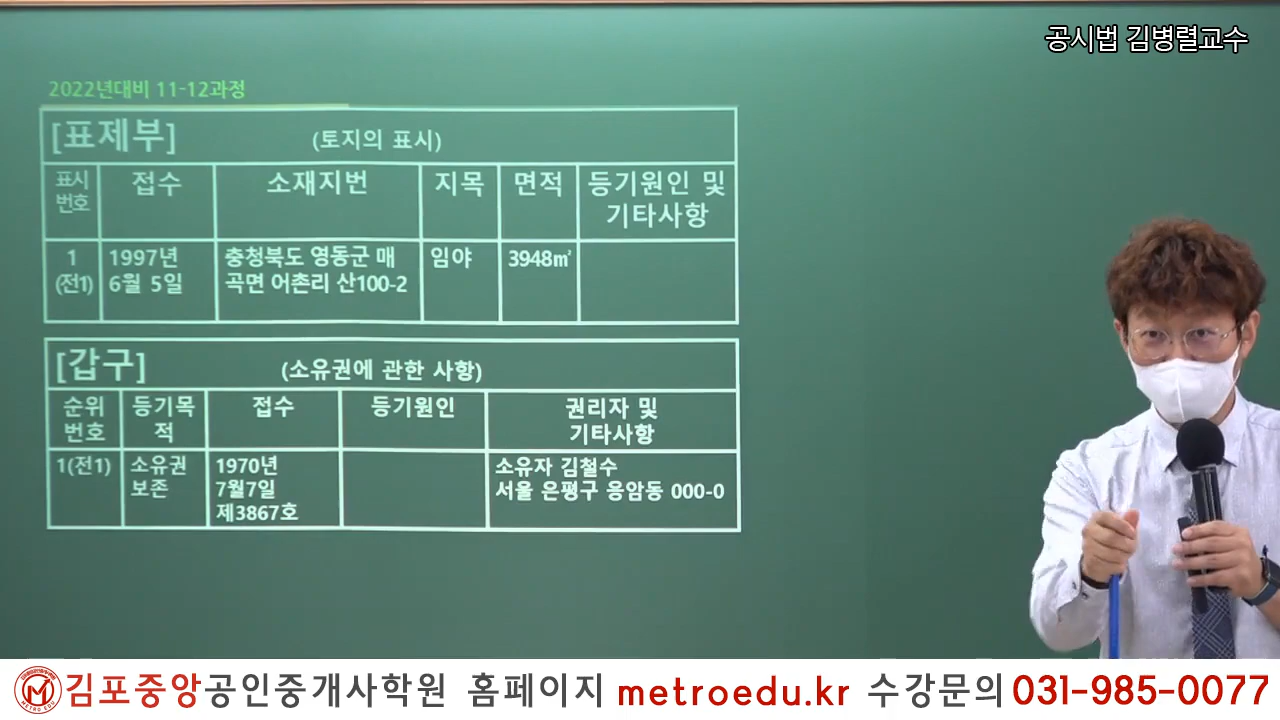 공시법 김병렬교수
2022년대비 11-12과정
[표제부] (토지의 표시)
표시
번호
접수
소재지번
지목
면적
등기원인 및
기타사항
1
(전1)
1997년
6월 5일
충청북도 영동군 매
곡면 어촌리 산100-2
임야
3948㎡
[갑구] (소유권에 관한 사항)
순위
번호
등기목
적
접수
등기원인
권리자 및
기타사항
1(전1)
소유권
보존
1970년
7월7일
제3867호
소유자 김철수
서울 은평구 응암동 000-0
METRO EDU
김포중앙공인중개사학원 홈페이지 metroedu.kr 수강문의 031-985-0077